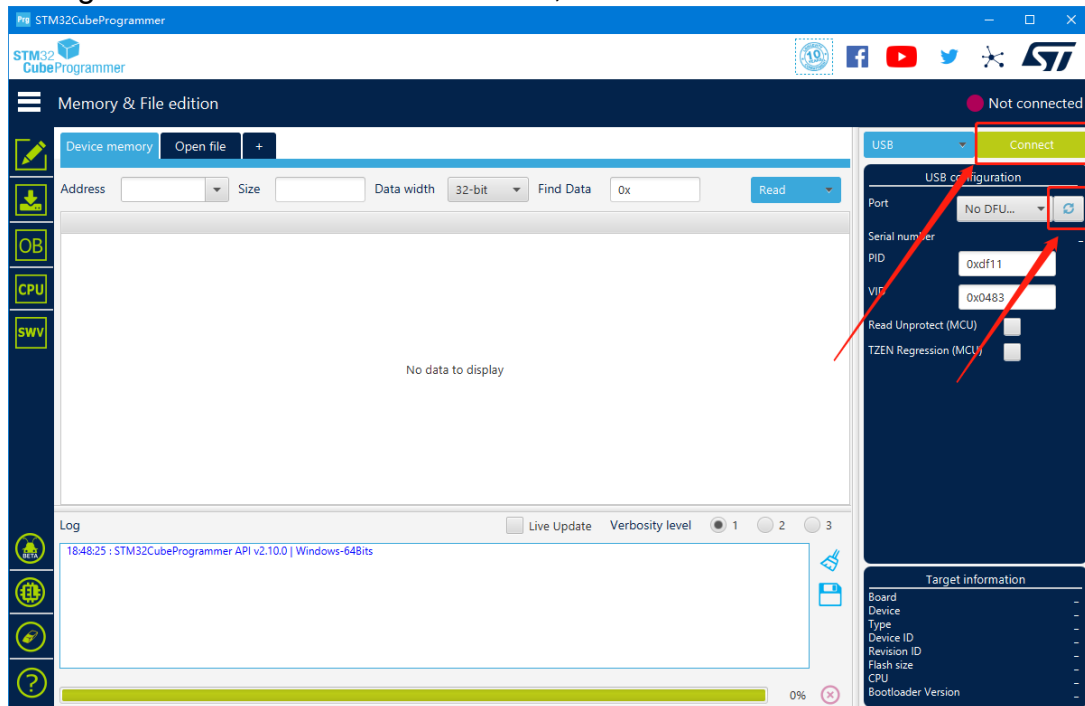 STM32CubeProgrammer
STM32
CubeProgrammer
Memory & File edition
Not connected
Device memory Open file +
USB Connect
Address Size Data width 32-bit Find Data 0x Read
USB configuration
Port No DFU...
Serial number _
PID 0xdf11
VID 0x0483
Read Unprotect (MCU)
TZEN Regression (MCU)
OB
CPU
SWV
No data to display
Log Live Update Verbosity level 1 2 3
18:48:25 : STM32CubeProgrammer API v2.10.0 | Windows-64Bits
BETA
Target information
Board _
Device _
Type _
Device ID _
Revision ID _
Flash size _
CPU _
Bootloader Version _
0%